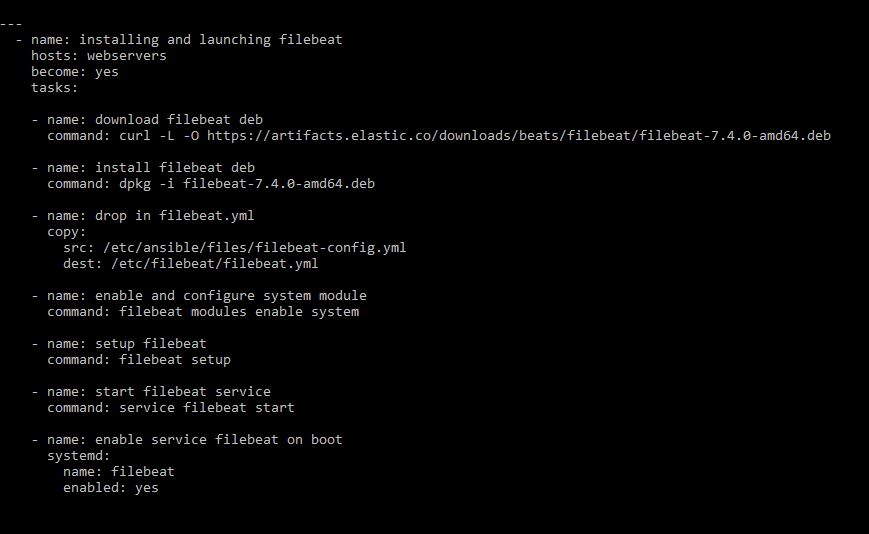 ---
  - name: installing and launching filebeat
    hosts: webservers
    become: yes
    tasks:

    - name: download filebeat deb
      command: curl -L -O https://artifacts.elastic.co/downloads/beats/filebeat/filebeat-7.4.0-amd64.deb

    - name: install filebeat deb
      command: dpkg -i filebeat-7.4.0-amd64.deb

    - name: drop in filebeat.yml
      copy:
        src: /etc/ansible/files/filebeat-config.yml
        dest: /etc/filebeat/filebeat.yml

    - name: enable and configure system module
      command: filebeat modules enable system

    - name: setup filebeat
      command: filebeat setup

    - name: start filebeat service
      command: service filebeat start

    - name: enable service filebeat on boot
      systemd:
        name: filebeat
        enabled: yes